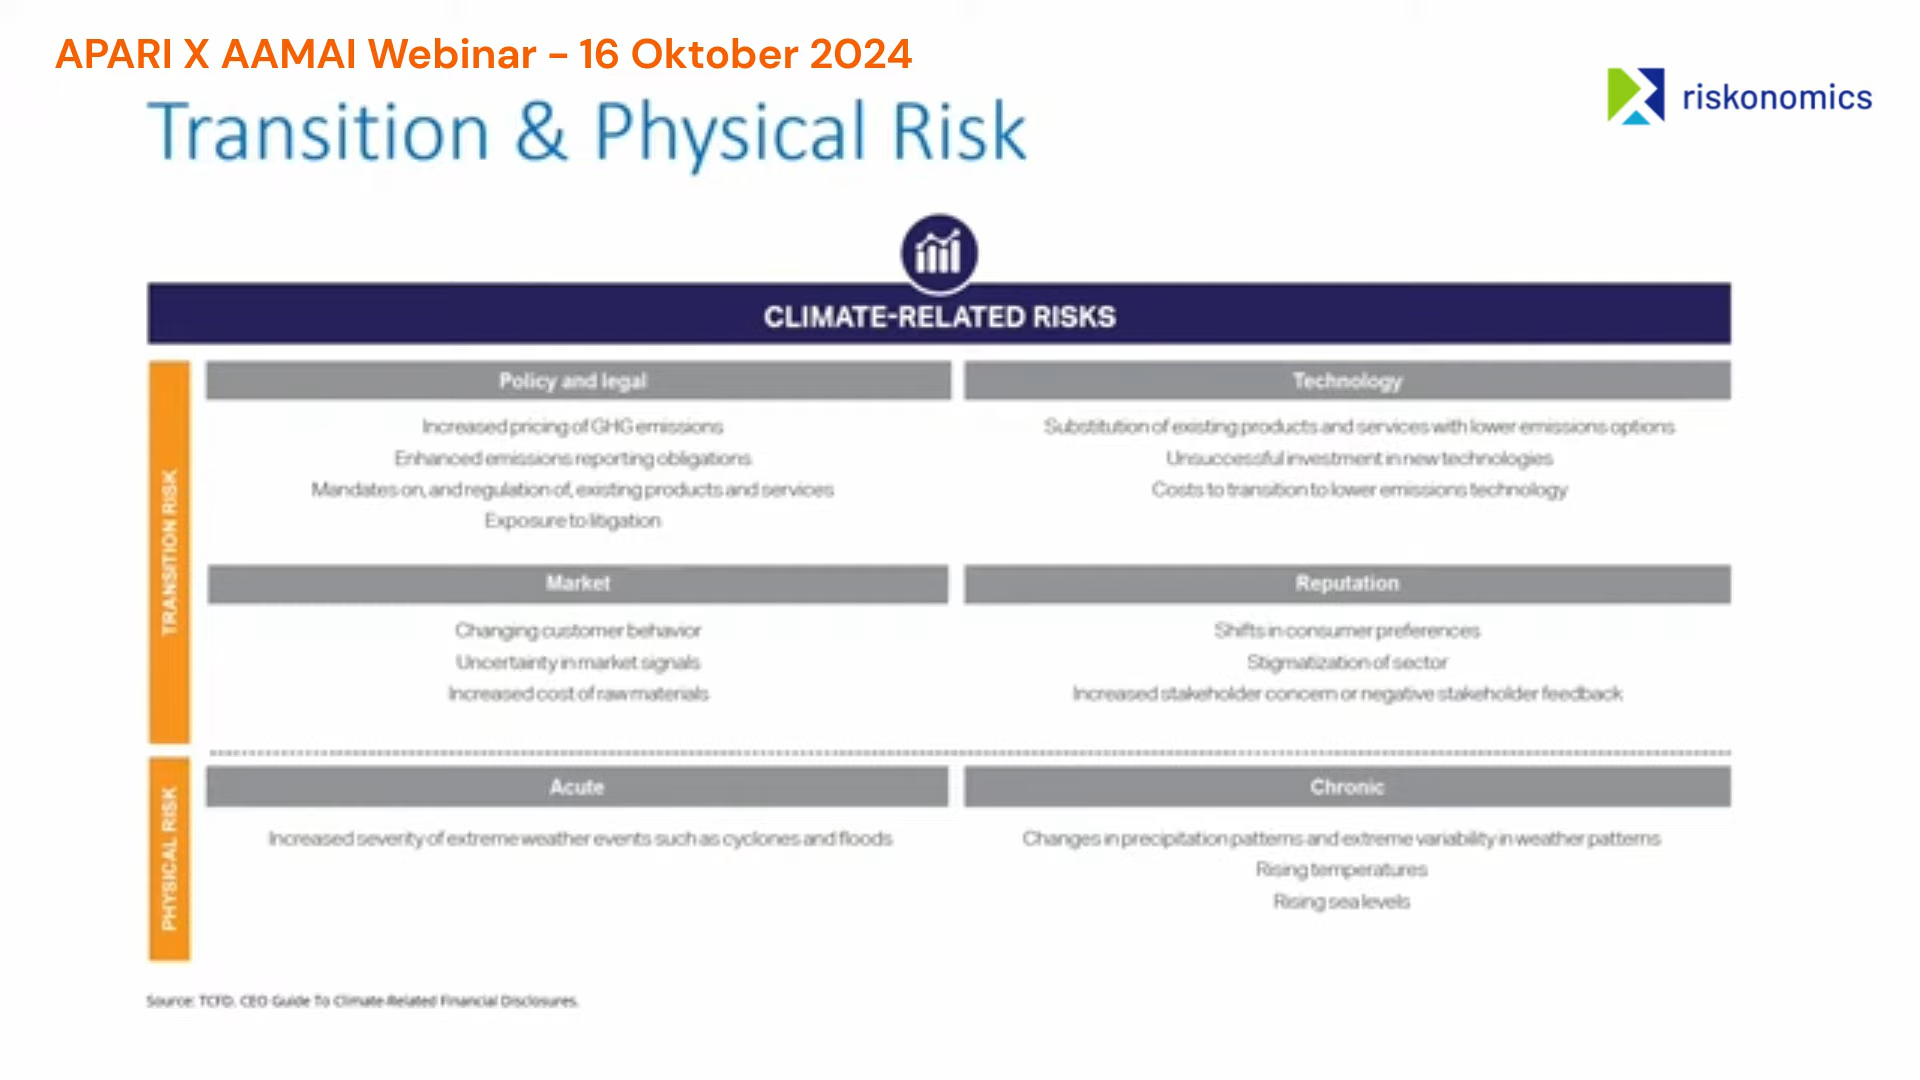 APARI X AAMAI Webinar – 16 Oktober 2024
riskonomics
Transition & Physical Risk
CLIMATE-RELATED RISKS
TRANSITION RISK
Policy and legal
Increased pricing of GHG emissions
Enhanced emissions reporting obligations
Mandates on, and regulation of, existing products and services
Exposure to litigation
Technology
Substitution of existing products and services with lower emissions options
Unsuccessful investment in new technologies
Costs to transition to lower emissions technology
Market
Changing customer behavior
Uncertainty in market signals
Increased cost of raw materials
Reputation
Shifts in consumer preferences
Stigmatization of sector
Increased stakeholder concern or negative stakeholder feedback
PHYSICAL RISK
Acute
Increased severity of extreme weather events such as cyclones and floods
Chronic
Changes in precipitation patterns and extreme variability in weather patterns
Rising temperatures
Rising sea levels
Source: TCFD. CEO Guide To Climate-Related Financial Disclosures.